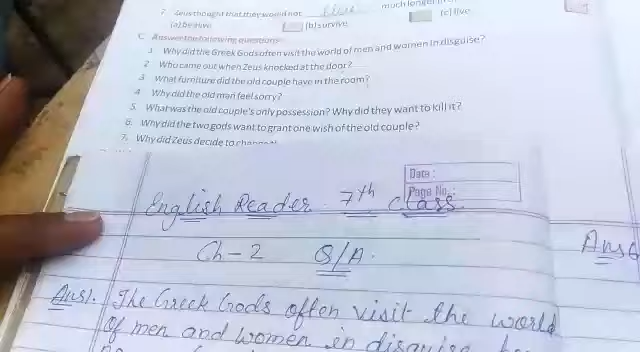 7. Zeus thought that they would not live much longer
(a) be alive (b) survive (c) live
C. Answer the following questions:
1. Why did the Greek Gods often visit the world of men and women in disguise?
2. Who came out when Zeus knocked at the door?
3. What furniture did the old couple have in the room?
4. Why did the old man feel sorry?
5. What was the old couple's only possession? Why did they want to kill it?
6. Why did the two gods want to grant one wish of the old couple?
7. Why did Zeus decide to
Date :
Page No. :
English Reader 7th class
Ch-2 Q/A.
Ans6
Ans1. The Greek Gods often visit the world
of men and women in disguise